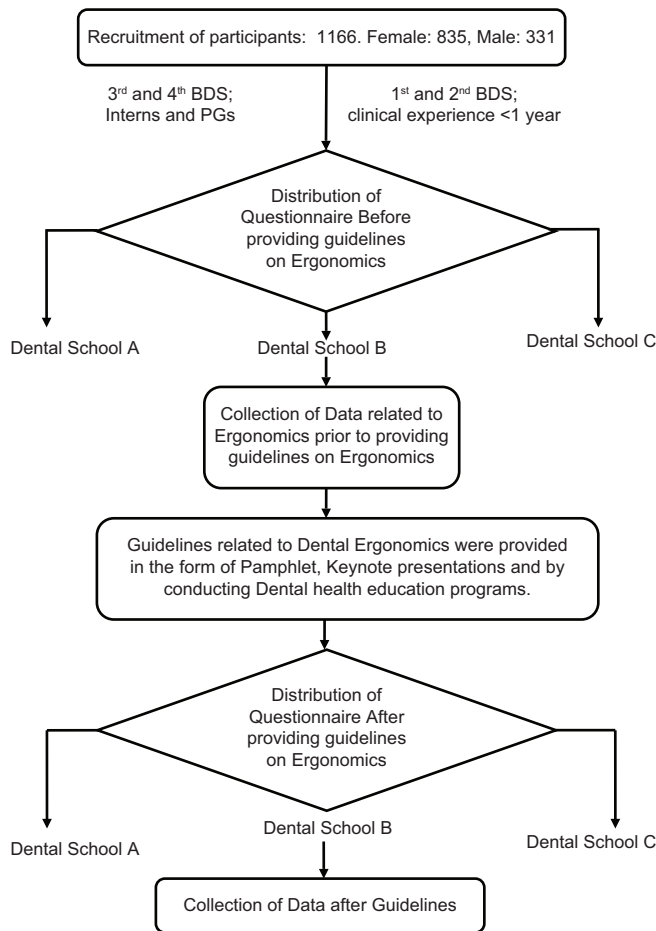 Recruitment of participants: 1166. Female: 835, Male: 331
3rd and 4th BDS;
Interns and PGs
1st and 2nd BDS;
clinical experience <1 year
Distribution of
Questionnaire Before
providing guidelines
on Ergonomics
Dental School A
Dental School B
Dental School C
Collection of Data related to
Ergonomics prior to providing
guidelines on Ergonomics
Guidelines related to Dental Ergonomics were provided
in the form of Pamphlet, Keynote presentations and by
conducting Dental health education programs.
Distribution of
Questionnaire After
providing guidelines
on Ergonomics
Dental School A
Dental School B
Dental School C
Collection of Data after Guidelines